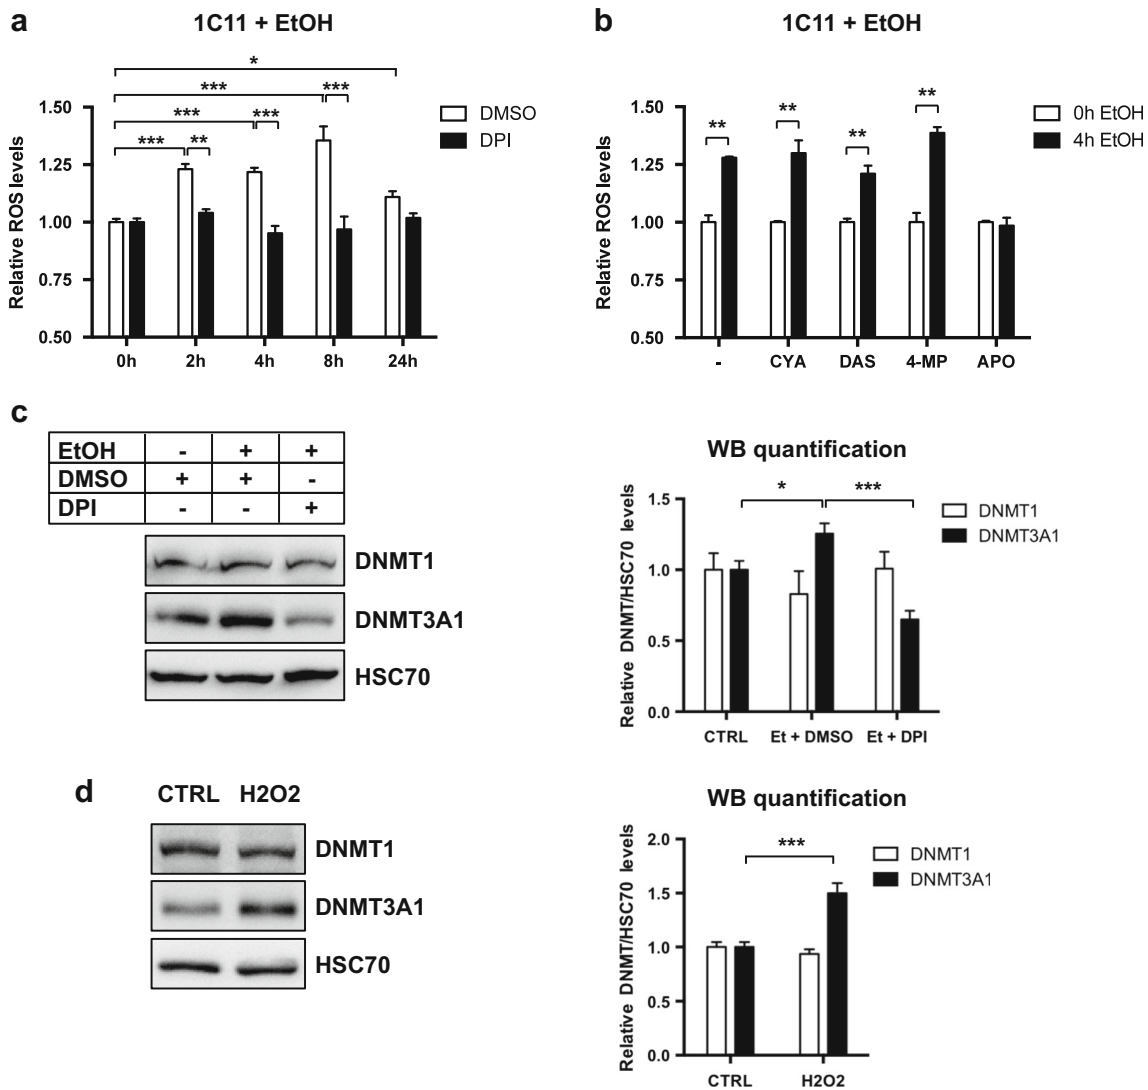 a
1C11 + EtOH
*
*** ***
*** ***
*** **
1.50
1.25
1.00
0.75
0.50
Relative ROS levels
0h 2h 4h 8h 24h
DMSO
DPI
b
1C11 + EtOH
** ** ** **
1.50
1.25
1.00
0.75
0.50
Relative ROS levels
- CYA DAS 4-MP APO
0h EtOH
4h EtOH
c
EtOH - + +
DMSO + + -
DPI - - +
DNMT1
DNMT3A1
HSC70
WB quantification
* ***
1.5
1.0
0.5
0.0
Relative DNMT/HSC70 levels
CTRL Et + DMSO Et + DPI
DNMT1
DNMT3A1
d
CTRL H2O2
DNMT1
DNMT3A1
HSC70
WB quantification
***
2.0
1.5
1.0
0.5
0.0
Relative DNMT/HSC70 levels
CTRL H2O2
DNMT1
DNMT3A1